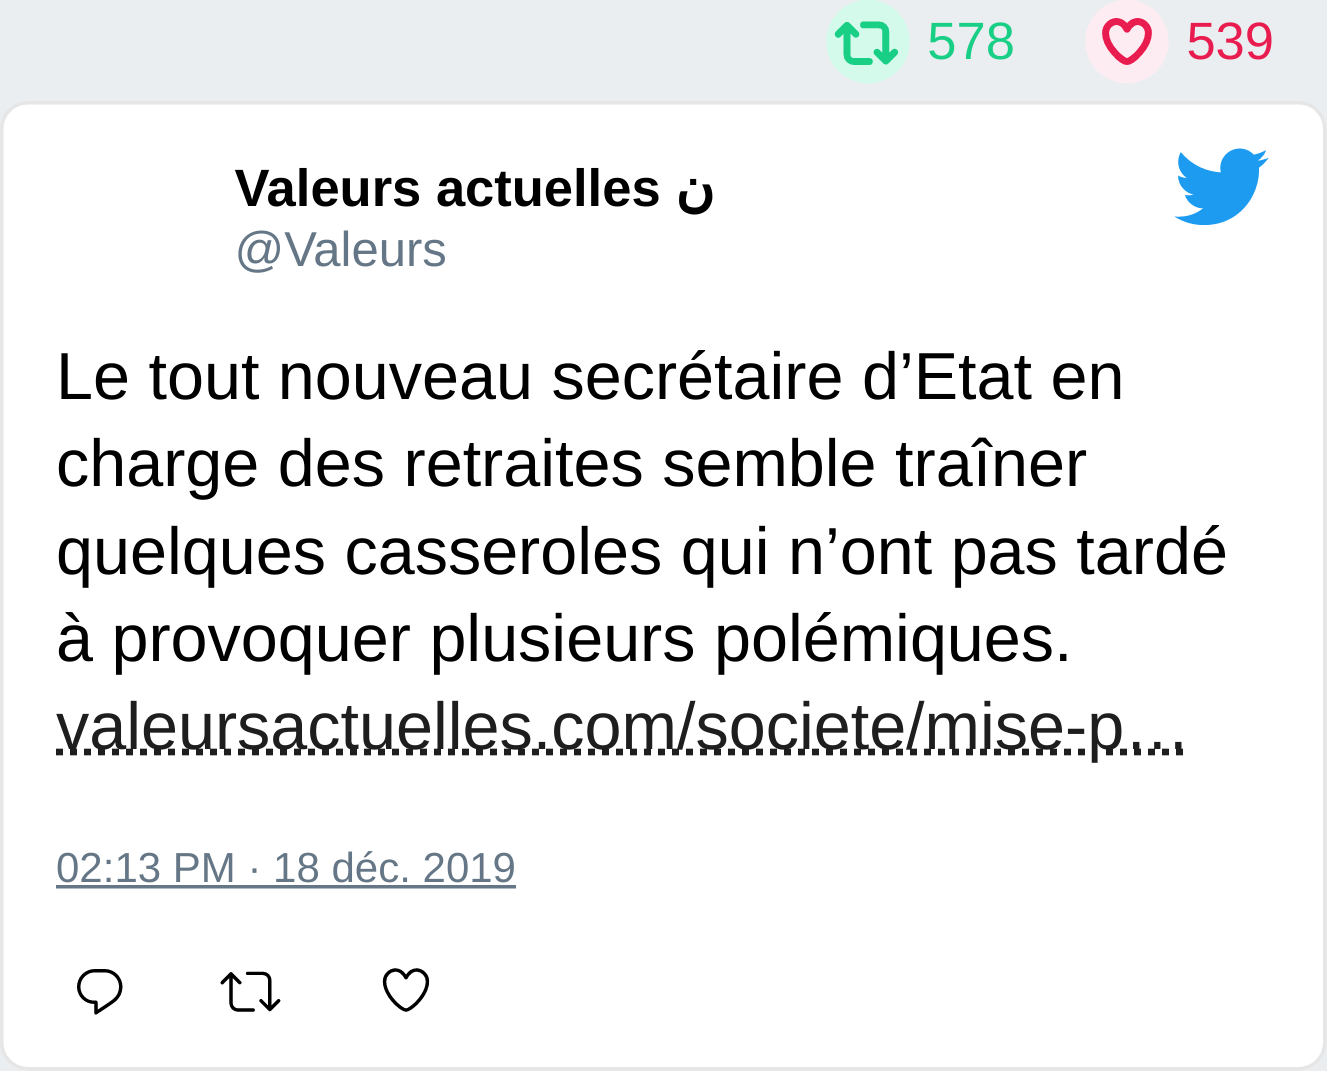 578 539
Valeurs actuelles ن
@Valeurs
Le tout nouveau secrétaire d’Etat en
charge des retraites semble traîner
quelques casseroles qui n’ont pas tardé
à provoquer plusieurs polémiques.
valeursactuelles.com/societe/mise-p…
02:13 PM · 18 déc. 2019